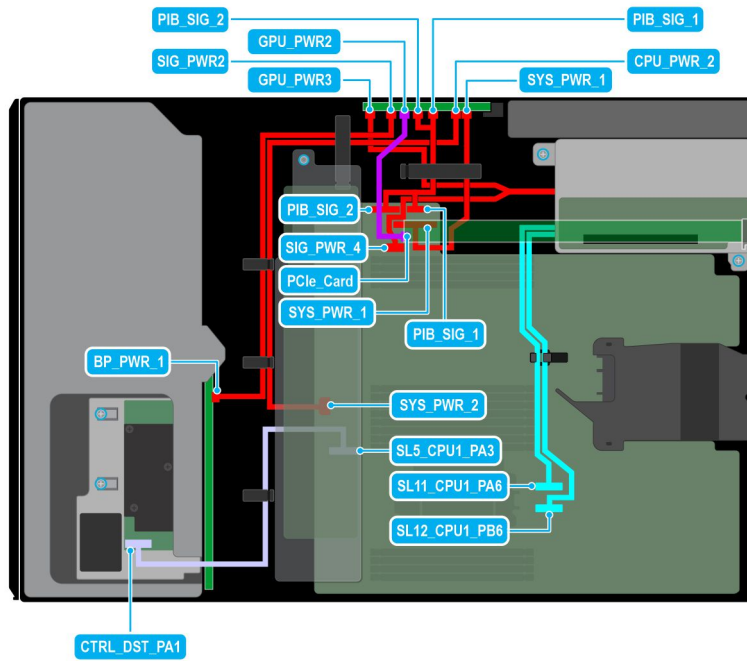 PIB_SIG_2
PIB_SIG_1
GPU_PWR2
SIG_PWR2
CPU_PWR_2
GPU_PWR3
SYS_PWR_1
PIB_SIG_2
SIG_PWR_4
PCIe_Card
SYS_PWR_1
PIB_SIG_1
BP_PWR_1
SYS_PWR_2
SL5_CPU1_PA3
SL11_CPU1_PA6
SL12_CPU1_PB6
CTRL_DST_PA1